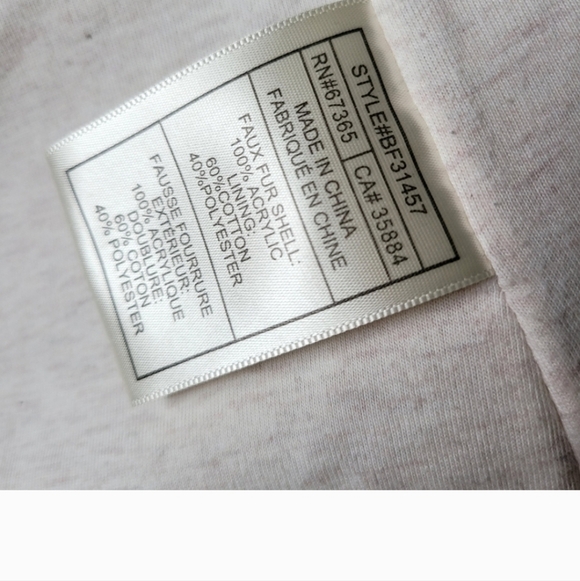 STYLE#BF31457
RN#67365 CA# 35884
MADE IN CHINA
FABRIQUÉ EN CHINE
FAUX FUR SHELL:
100% ACRYLIC
LINING:
60%COTTON
40%POLYESTER
FAUSSE FOURRURE
EXTÉRIEUR:
100% ACRYLIQUE
DOUBLURE:
60% COTON
40% POLYESTER